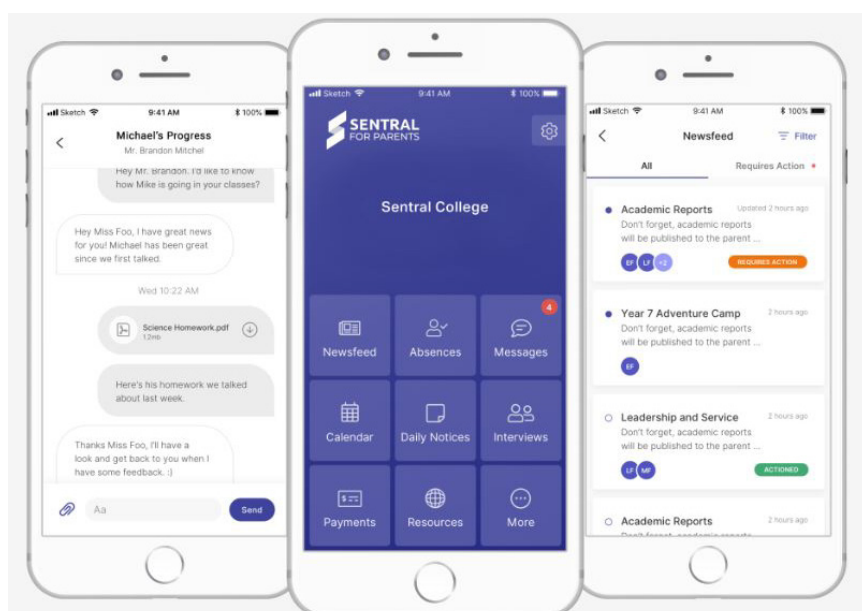 Sketch
9:41 AM
100%
Michael's Progress
Mr. Brandon Mitchel
Hey Mr. Brandon. I'd like to know
how Mike is going in your classes?
Hey Miss Foo, I have great news
for you! Michael has been great
since we first talked.
Wed 10:22 AM
Science Homework.pdf
1.2mb
Here's his homework we talked
about last week.
Thanks Miss Foo, I'll have a
look and get back to you when I
have some feedback. :)
Aa
Send
Sketch
9:41 AM
100%
SENTRAL
FOR PARENTS
Sentral College
4
Newsfeed
Absences
Messages
Calendar
Daily Notices
Interviews
Payments
Resources
More
Sketch
9:41 AM
100%
Newsfeed
Filter
All
Requires Action
Academic Reports
Updated 2 hours ago
Don't forget, academic reports
will be published to the parent ...
EF LF +2
REQUIRES ACTION
Year 7 Adventure Camp
2 hours ago
Don't forget, academic reports
will be published to the parent ...
EF
Leadership and Service
2 hours ago
Don't forget, academic reports
will be published to the parent ...
LF MF
ACTIONED
Academic Reports
2 hours ago
Don't forget, academic reports